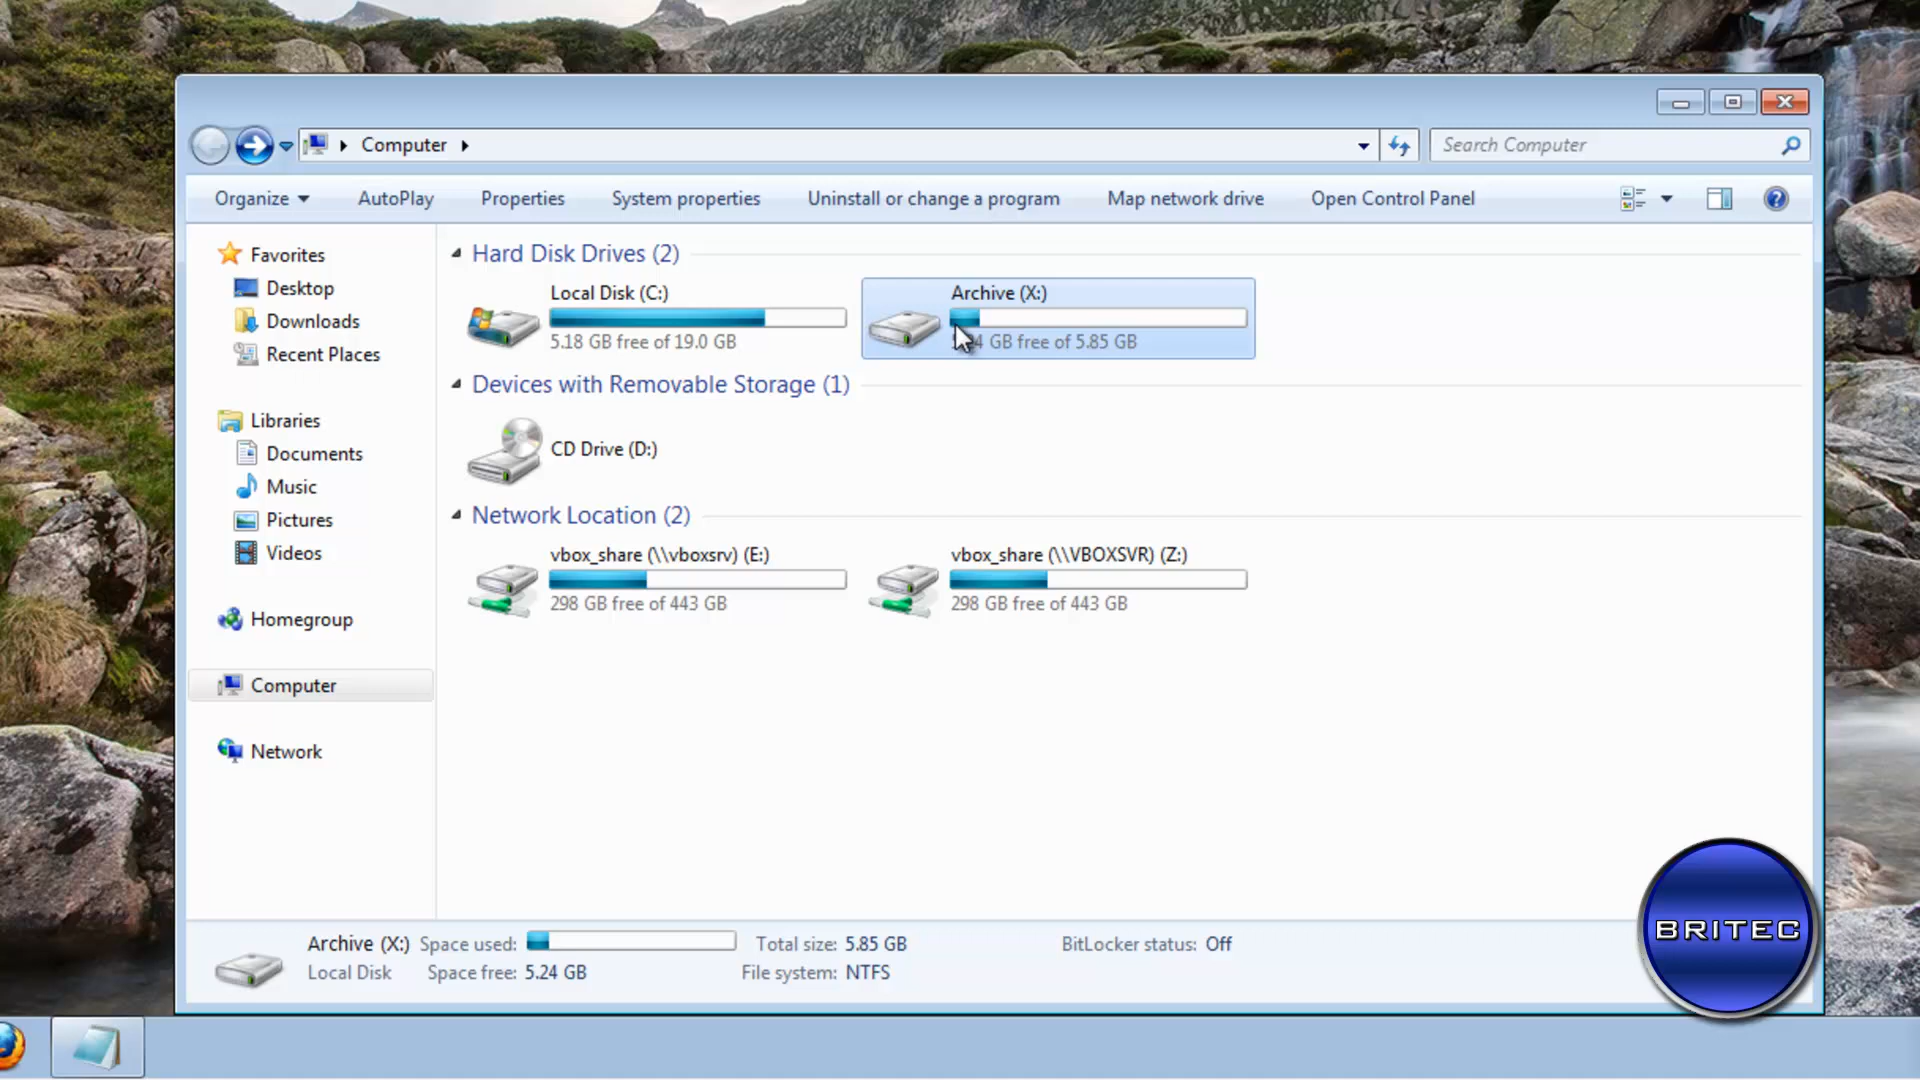 Computer
Search Computer
Organize AutoPlay Properties System properties Uninstall or change a program Map network drive Open Control Panel
Favorites
Desktop
Downloads
Recent Places
Libraries
Documents
Music
Pictures
Videos
Homegroup
Computer
Network
Hard Disk Drives (2)
Local Disk (C:)
5.18 GB free of 19.0 GB
Archive (X:)
4 GB free of 5.85 GB
Devices with Removable Storage (1)
CD Drive (D:)
Network Location (2)
vbox_share (\\vboxsrv) (E:)
298 GB free of 443 GB
vbox_share (\\VBOXSVR) (Z:)
298 GB free of 443 GB
Archive (X:) Space used: Total size: 5.85 GB BitLocker status: Off
Local Disk Space free: 5.24 GB File system: NTFS
BRITEC